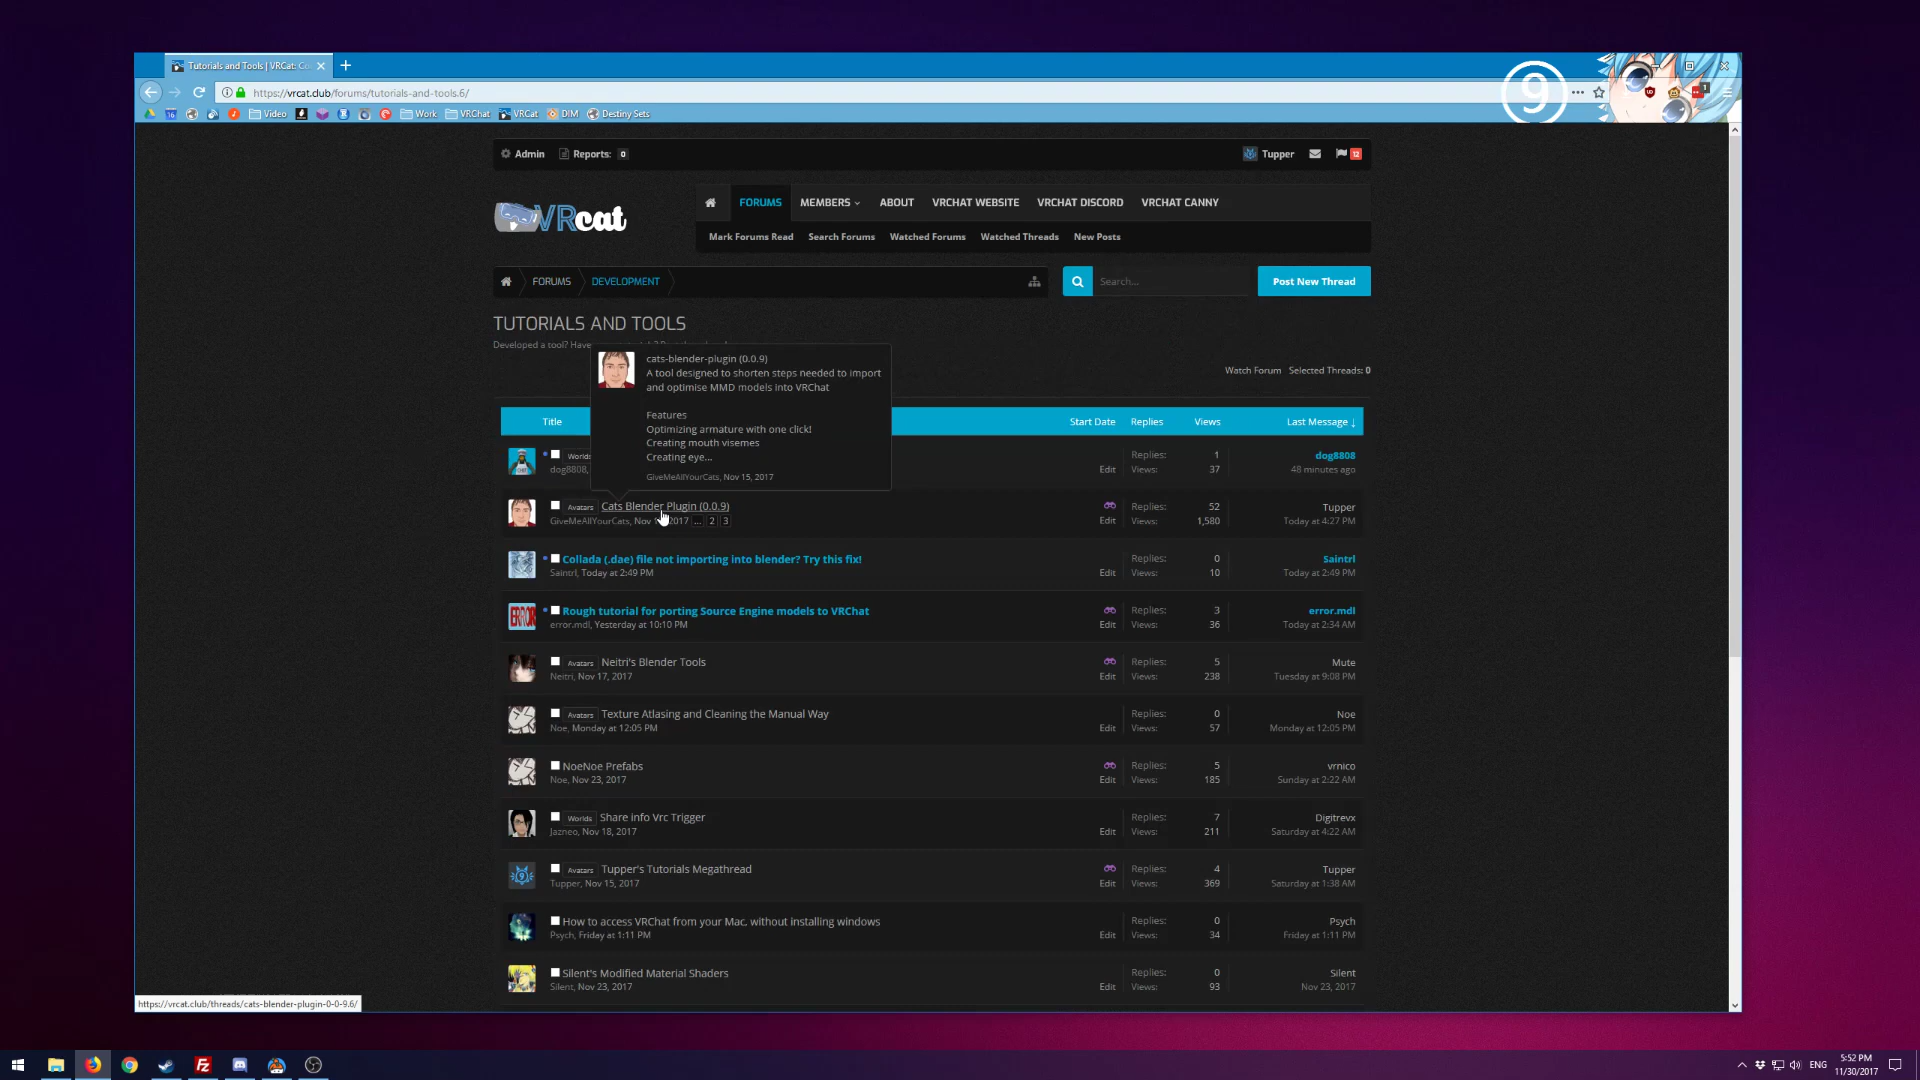 Tutorials and Tools | VRCat: Co
https://vrcat.club/forums/tutorials-and-tools.6/
Video
Work
VRChat
VRCat
DIM
Destiny Sets
Admin
Reports: 0
Tupper
12
VRcat
FORUMS
MEMBERS
ABOUT
VRCHAT WEBSITE
VRCHAT DISCORD
VRCHAT CANNY
Mark Forums Read
Search Forums
Watched Forums
Watched Threads
New Posts
FORUMS
DEVELOPMENT
Search...
Post New Thread
TUTORIALS AND TOOLS
Developed a tool? Have
cats-blender-plugin (0.0.9)
A tool designed to shorten steps needed to import
and optimise MMD models into VRChat
Features
Optimizing armature with one click!
Creating mouth visemes
Creating eye...
GiveMeAllYourCats, Nov 15, 2017
Watch Forum Selected Threads: 0
Title Start Date Replies Views Last Message ↓
Worlds
dog8808,
Edit
Replies: 1
Views: 37
dog8808
48 minutes ago
Avatars Cats Blender Plugin (0.0.9)
GiveMeAllYourCats, Nov 2017 ... 2 3
Edit
Replies: 52
Views: 1,580
Tupper
Today at 4:27 PM
Collada (.dae) file not importing into blender? Try this fix!
Saintrl, Today at 2:49 PM
Edit
Replies: 0
Views: 10
Saintrl
Today at 2:49 PM
ERROR
Rough tutorial for porting Source Engine models to VRChat
error.mdl, Yesterday at 10:10 PM
Edit
Replies: 3
Views: 36
error.mdl
Today at 2:34 AM
Avatars Neitri's Blender Tools
Neitri, Nov 17, 2017
Edit
Replies: 5
Views: 238
Mute
Tuesday at 9:08 PM
Avatars Texture Atlasing and Cleaning the Manual Way
Noe, Monday at 12:05 PM
Edit
Replies: 0
Views: 57
Noe
Monday at 12:05 PM
NoeNoe Prefabs
Noe, Nov 23, 2017
Edit
Replies: 5
Views: 185
vrnico
Sunday at 2:22 AM
Worlds Share info Vrc Trigger
Jazneo, Nov 18, 2017
Edit
Replies: 7
Views: 211
Digitrevx
Saturday at 4:22 AM
Avatars Tupper's Tutorials Megathread
Tupper, Nov 15, 2017
Edit
Replies: 4
Views: 369
Tupper
Saturday at 1:38 AM
How to access VRChat from your Mac, without installing windows
Psych, Friday at 1:11 PM
Edit
Replies: 0
Views: 34
Psych
Friday at 1:11 PM
Silent's Modified Material Shaders
Silent, Nov 23, 2017
Edit
Replies: 0
Views: 93
Silent
Nov 23, 2017
https://vrcat.club/threads/cats-blender-plugin-0-0-9.6/
ENG
5:52 PM
11/30/2017